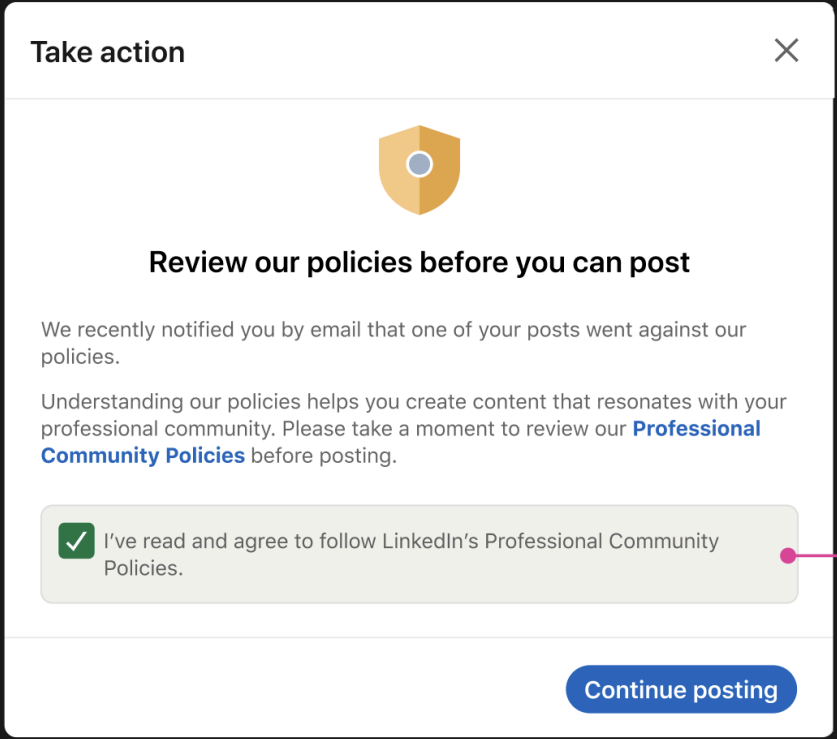 Take action
Review our policies before you can post
We recently notified you by email that one of your posts went against our
policies.
Understanding our policies helps you create content that resonates with your
professional community. Please take a moment to review our Professional
Community Policies before posting.
I’ve read and agree to follow LinkedIn’s Professional Community
Policies.
Continue posting